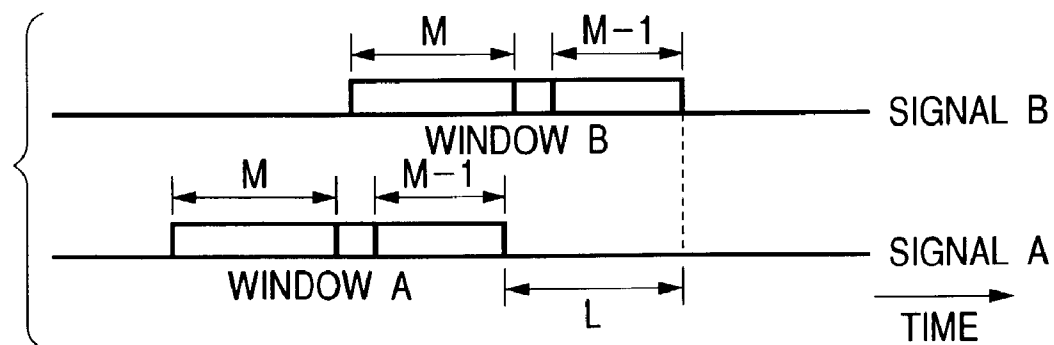 M M-1
SIGNAL B
WINDOW B
M M-1
SIGNAL A
WINDOW A
L
TIME